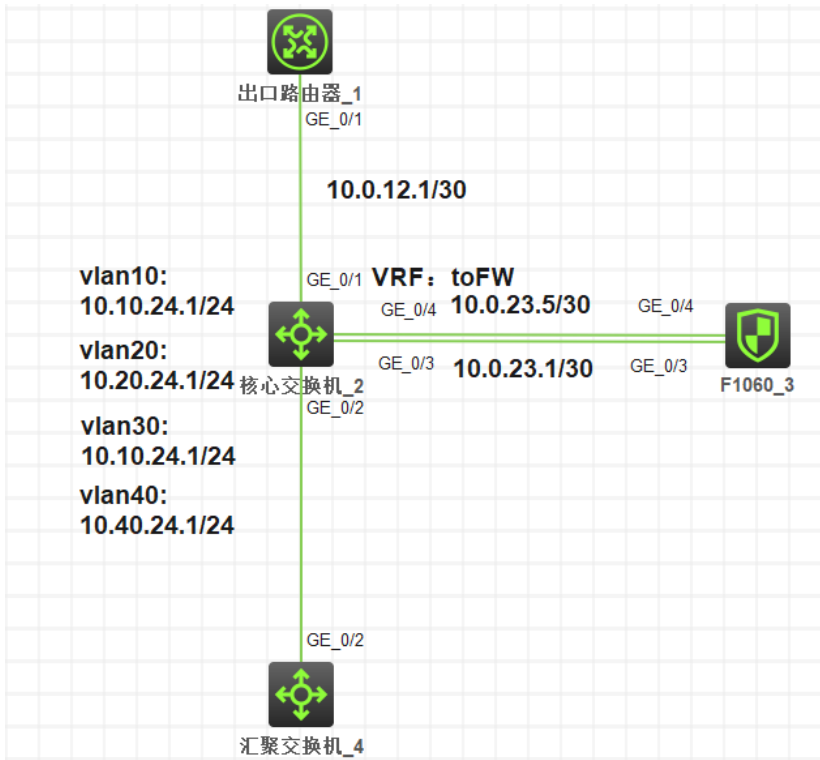 出口路由器_1
GE_0/1
10.0.12.1/30
vlan10:
10.10.24.1/24
vlan20:
10.20.24.1/24
vlan30:
10.10.24.1/24
vlan40:
10.40.24.1/24
GE_0/1
VRF：toFW
GE_0/4
10.0.23.5/30
GE_0/4
GE_0/3
10.0.23.1/30
GE_0/3
核心交换机_2
F1060_3
GE_0/2
GE_0/2
汇聚交换机_4